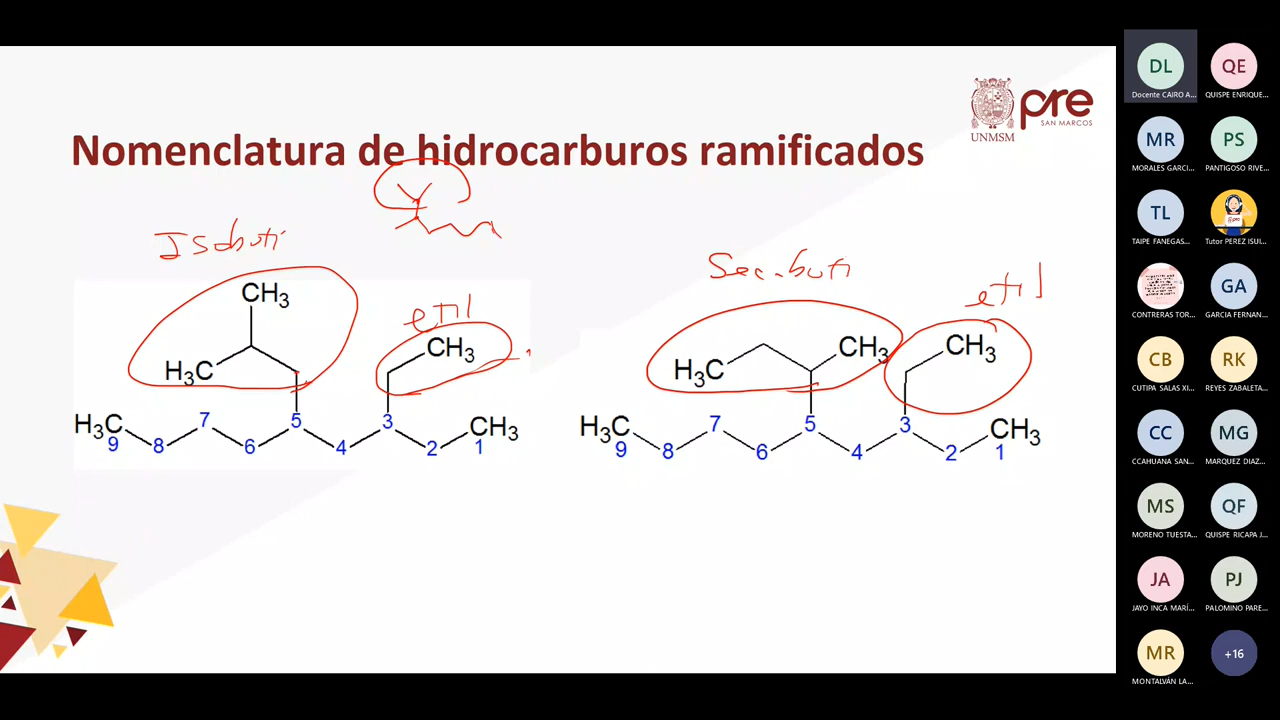 Nomenclatura de hidrocarburos ramificados
UNMSM
pre
SAN MARCOS
Isobuti
etil
CH3
CH3
H3C
H3C
CH3
9 8 7 6 5 4 3 2 1
Sec-buti
etil
CH3
CH3
H3C
H3C
CH3
9 8 7 6 5 4 3 2 1
DL
Docente CAIRO A...
QE
QUISPE ENRIQUE...
MR
MORALES GARCI...
PS
PANTIGOSO RIVE...
TL
TAIPE FANEGAS...
Tutor PEREZ ISUI...
CONTRERAS TOR...
GA
GARCIA FERNAN...
CB
CUTIPA SALAS XI...
RK
REYES ZABALETA...
CC
CCAHUANA SAN...
MG
MARQUEZ DIAZ...
MS
MORENO TUESTA...
QF
QUISPE RICAPA J...
JA
JAYO INCA MARÍ...
PJ
PALOMINO PARE...
MR
MONTALVÁN LA...
+16